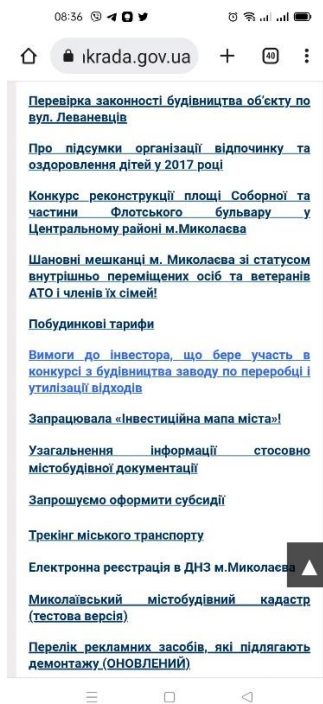 08:36
ıkrada.gov.ua
40
Перевірка законності будівництва об'єкту по
вул. Леваневців
Про підсумки організації відпочинку та
оздоровлення дітей у 2017 році
Конкурс реконструкції площі Соборної та
частини Флотського бульвару у
Центральному районі м.Миколаєва
Шановні мешканці м. Миколаєва зі статусом
внутрішньо переміщених осіб та ветеранів
АТО і членів їх сімей!
Побудинкові тарифи
Вимоги до інвестора, що бере участь в
конкурсі з будівництва заводу по переробці і
утилізації відходів
Запрацювала «Інвестиційна мапа міста»!
Узагальнення інформації стосовно
містобудівної документації
Запрошуємо оформити субсидії
Трекінг міського транспорту
Електронна реєстрація в ДНЗ м.Миколаєва
Миколаївський містобудівний кадастр
(тестова версія)
Перелік рекламних засобів, які підлягають
демонтажу (ОНОВЛЕНИЙ)